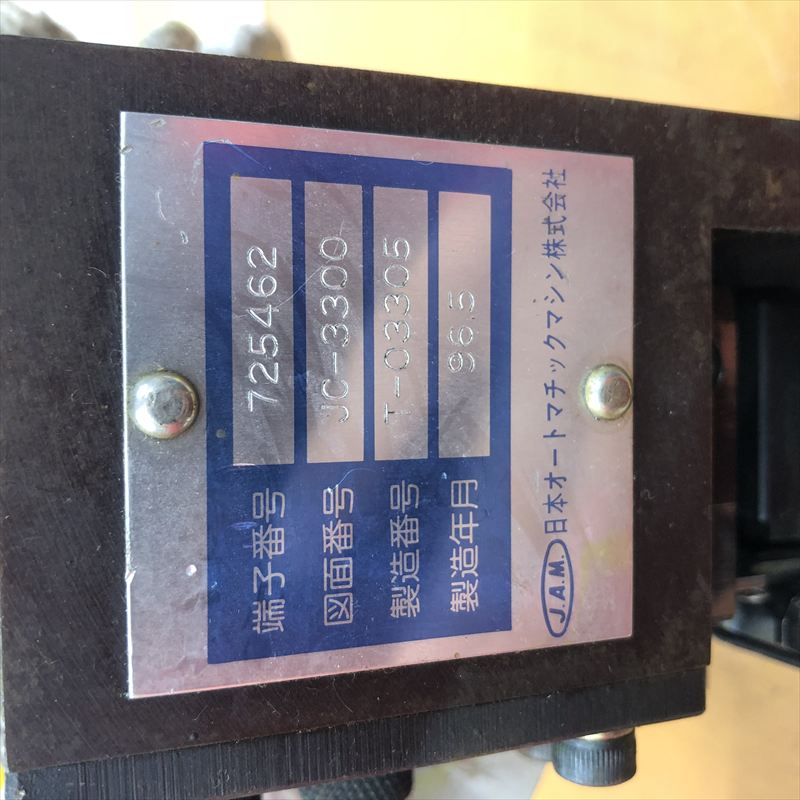 端子番号 725462
図面番号 JC-3300
製造番号 T-03305
製造年月 96.5
J.A.M. 日本オートマチックマシン株式会社